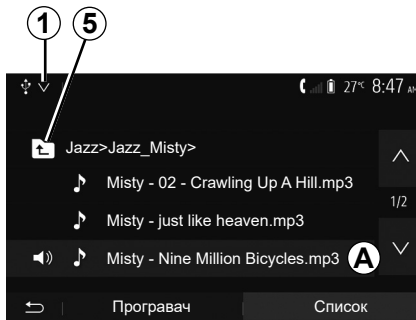 1 5
27°C 8:47 AM
Jazz>Jazz_Misty>
Misty - 02 - Crawling Up A Hill.mp3
1/2
Misty - just like heaven.mp3
Misty - Nine Million Bicycles.mp3 A
Програвач Список